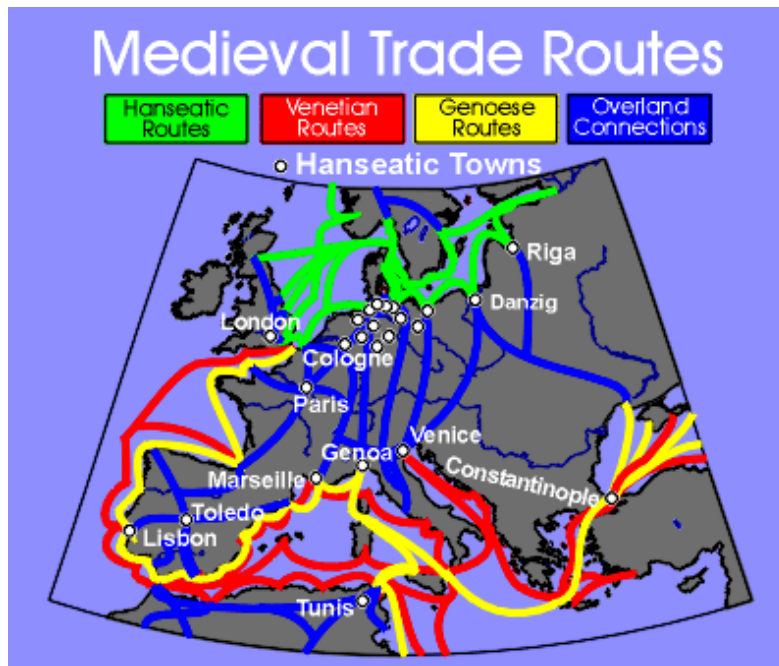 Medieval Trade Routes
Hanseatic Routes
Venetian Routes
Genoese Routes
Overland Connections
Hanseatic Towns
Riga
Danzig
London
Cologne
Paris
Venice
Genoa
Marseille
Constantinople
Toledo
Lisbon
Tunis